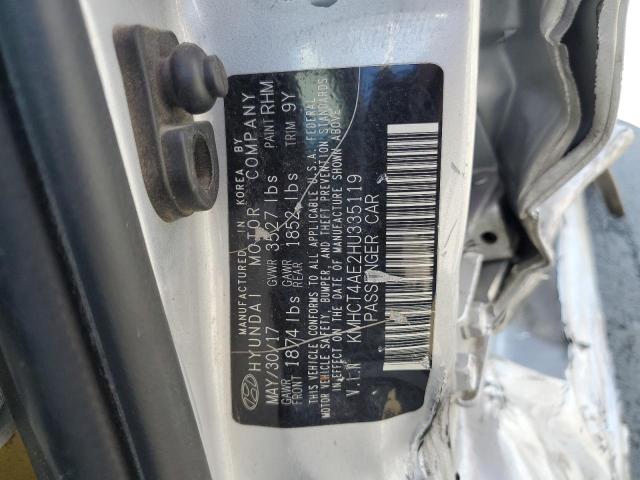 MANUFACTURED IN KOREA BY
HYUNDAI MOTOR COMPANY
MAY/30/17 GVWR 3527 lbs PAINT RHM
GAWR FRONT 1874 lbs GAWR REAR 1852 lbs TRIM 9Y
THIS VEHICLE CONFORMS TO ALL APPLICABLE U.S.A. FEDERAL
MOTOR VEHICLE SAFETY, BUMPER, AND THEFT PREVENTION STANDARDS
IN EFFECT ON THE DATE OF MANUFACTURE SHOWN ABOVE
V.I.N KMHCT4AE2HU335119
PASSENGER CAR